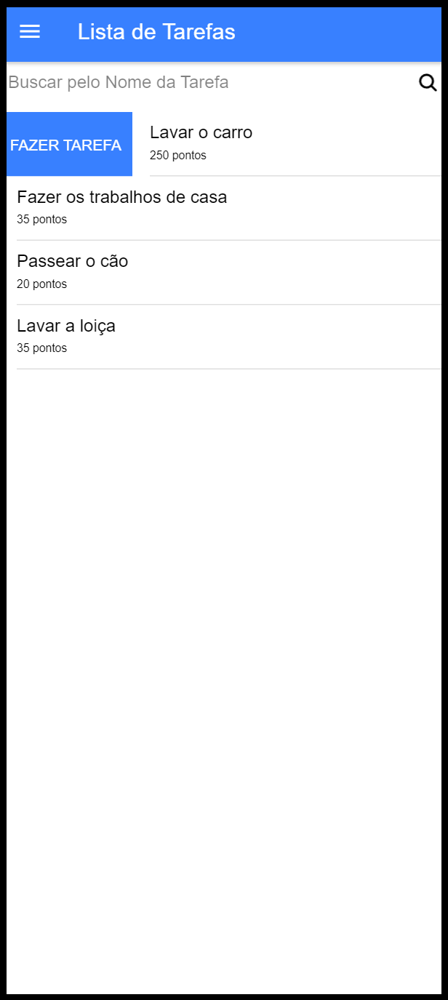 Lista de Tarefas
Buscar pelo Nome da Tarefa
FAZER TAREFA
Lavar o carro
250 pontos
Fazer os trabalhos de casa
35 pontos
Passear o cão
20 pontos
Lavar a loiça
35 pontos